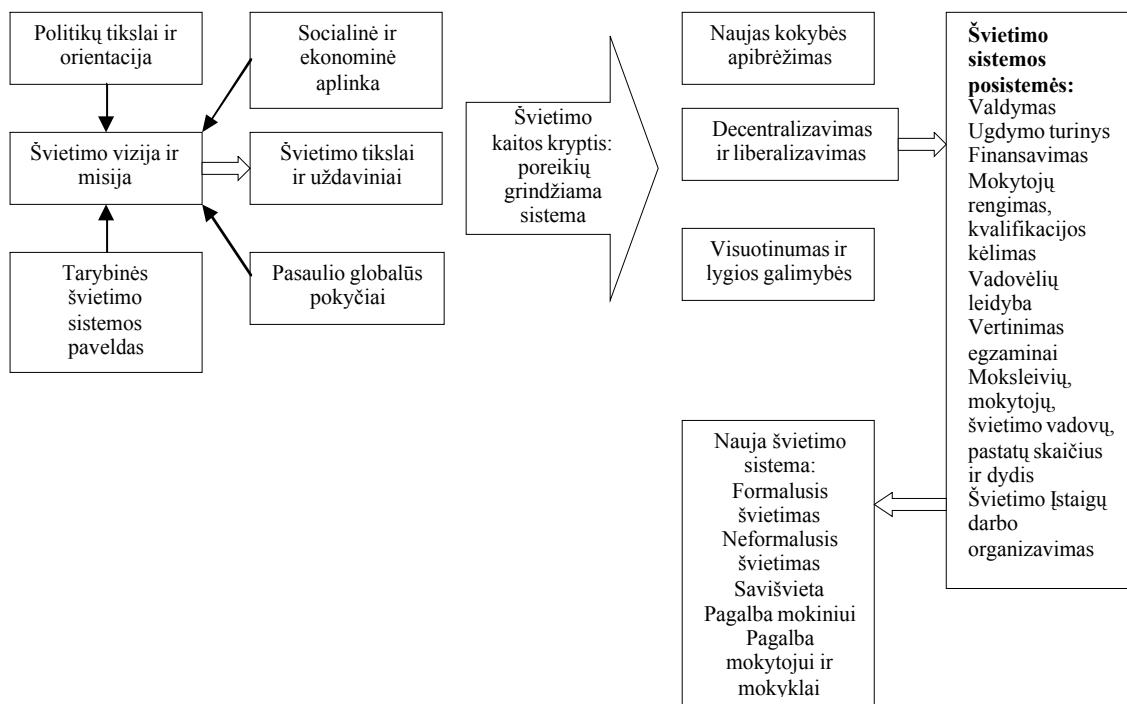 Politikų tikslai ir
orientacija
Socialinė ir
ekonominė
aplinka
Švietimo vizija ir
misija
Švietimo tikslai
ir uždaviniai
Tarybinės
švietimo
sistemos
paveldas
Pasaulio globalūs
pokyčiai
Švietimo
kaitos kryptis:
poreikių
grindžiama
sistema
Naujas kokybės
apibrėžimas
Decentralizavimas
ir liberalizavimas
Visuotinumas ir
lygios galimybės
Švietimo
sistemos
posistemės:
Valdymas
Ugdymo turinys
Finansavimas
Mokytojų
rengimas,
kvalifikacijos
kėlimas
Vadovėlių
leidyba
Vertinimas
egzaminai
Moksleivių,
mokytojų,
švietimo vadovų,
pastatų skaičius
ir dydis
Švietimo Įstaigų
darbo
organizavimas
Nauja švietimo
sistema:
Formalusis
švietimas
Neformalusis
švietimas
Savišvieta
Pagalba mokiniui
Pagalba
mokytojui ir
mokyklai